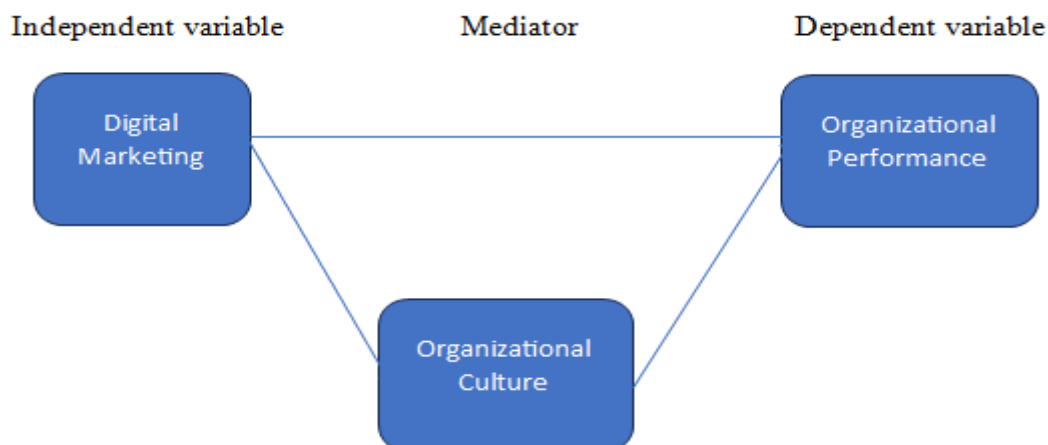 Independent variable
Mediator
Dependent variable
Digital
Marketing
Organizational
Performance
Organizational
Culture